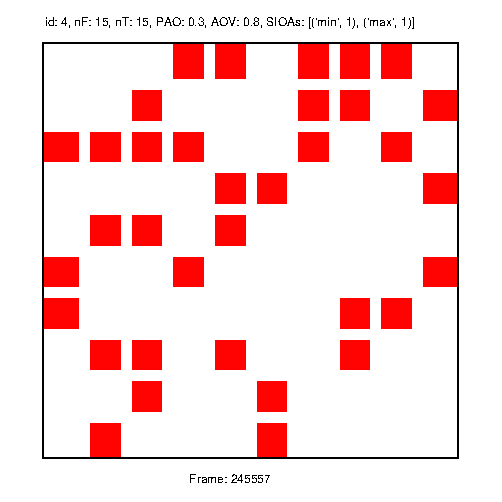 id: 4, nF: 15, nT: 15, PAO: 0.3, AOV: 0.8, SIOAs: [('min', 1), ('max', 1)]
Frame: 245557